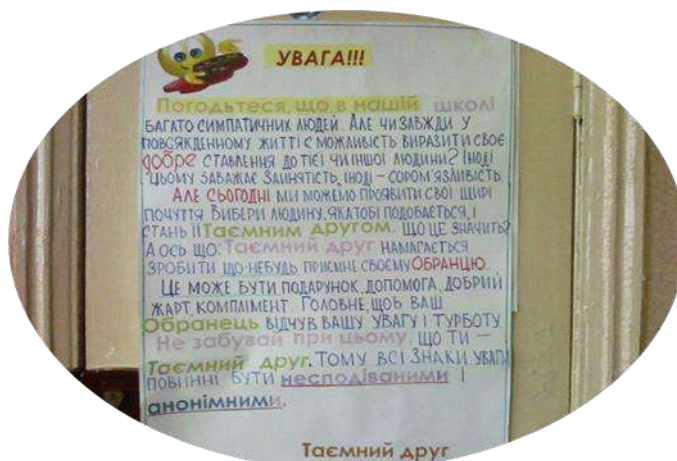 УВАГА!!!
Погодьтеся, що в нашій школі
БАГАТО СИМПАТИЧНИХ ЛЮДЕЙ. АЛЕ ЧИ ЗАВЖДИ У
ПОВСЯКДЕННОМУ ЖИТТІ Є МОЖЛИВІСТЬ ВИРАЗИТИ СВОЄ
добре СТАВЛЕННЯ ДО ТІЄЇ ЧИ ІНШОЇ ЛЮДИНИ? ІНОДІ
ЦЬОМУ ЗАВАЖАЄ ЗАЙНЯТІСТЬ, ІНОДІ – СОРОМ'ЯЗЛИВІСТЬ.
АЛЕ СЬОГОДНІ МИ МОЖЕМО ПРОЯВИТИ СВОЇ ЩИРІ
ПОЧУТТЯ. ВИБЕРИ ЛЮДИНУ, ЯКА ТОБІ ПОДОБАЄТЬСЯ, І
СТАНЬ ЇЇ Таємним другом. ЩО ЦЕ ЗНАЧИТЬ?
А ОСЬ ЩО: Таємний друг НАМАГАЄТЬСЯ
ЗРОБИТИ ЩО-НЕБУДЬ ПРИЄМНЕ СВОЄМУ ОБРАНЦЮ.
ЦЕ МОЖЕ БУТИ ПОДАРУНОК, ДОПОМОГА, ДОБРИЙ
ЖАРТ, КОМПЛІМЕНТ. ГОЛОВНЕ, ЩОБ ВАШ
Обранець ВІДЧУВ ВАШУ УВАГУ І ТУРБОТУ.
Не забувай при цьому, ЩО ТИ –
Таємний друг. ТОМУ ВСІ ЗНАКИ УВАГИ
ПОВИННІ БУТИ несподіваними І
анонімними.
Таємний друг